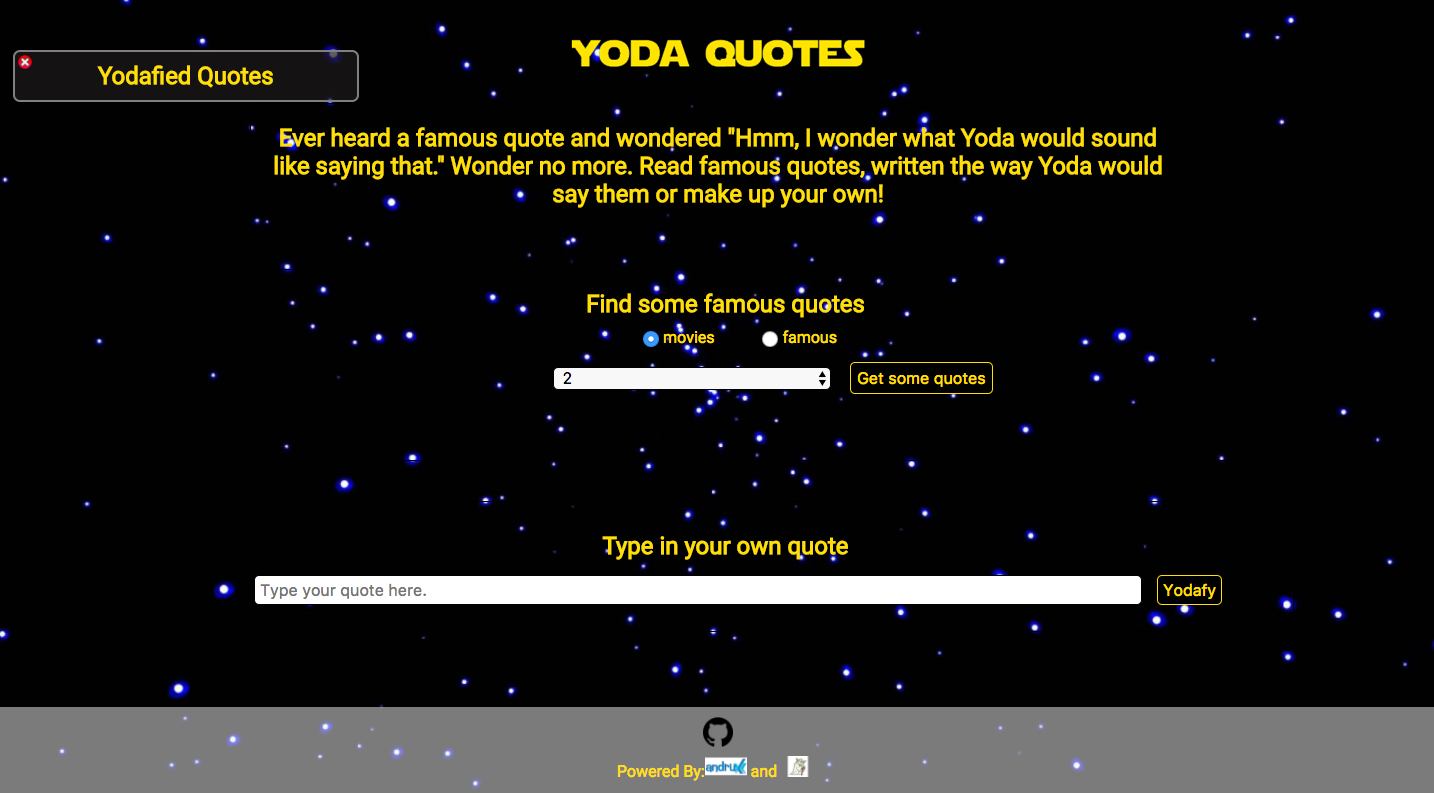 YODA QUOTES
Yodafied Quotes
Ever heard a famous quote and wondered "Hmm, I wonder what Yoda would sound
like saying that." Wonder no more. Read famous quotes, written the way Yoda would
say them or make up your own!
Find some famous quotes
movies famous
2 Get some quotes
Type in your own quote
Type your quote here. Yodafy
Powered By: andrux and